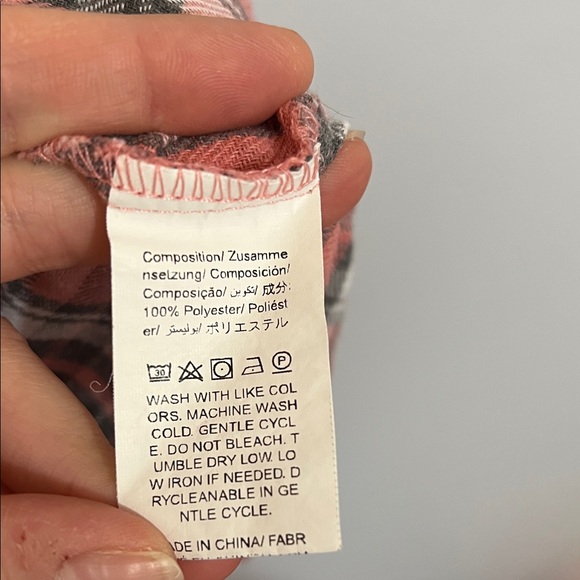 Composition/ Zusamme
nselzung/ Composición/
Composição/ تكوين/ 成分:
100% Polyester/ Poliést
er/ بوليستر/ ポリエステル
30 P
WASH WITH LIKE COL
ORS. MACHINE WASH
COLD. GENTLE CYCL
E. DO NOT BLEACH. T
UMBLE DRY LOW. LO
W IRON IF NEEDED. D
RYCLEANABLE IN GE
NTLE CYCLE.
DE IN CHINA/ FABR